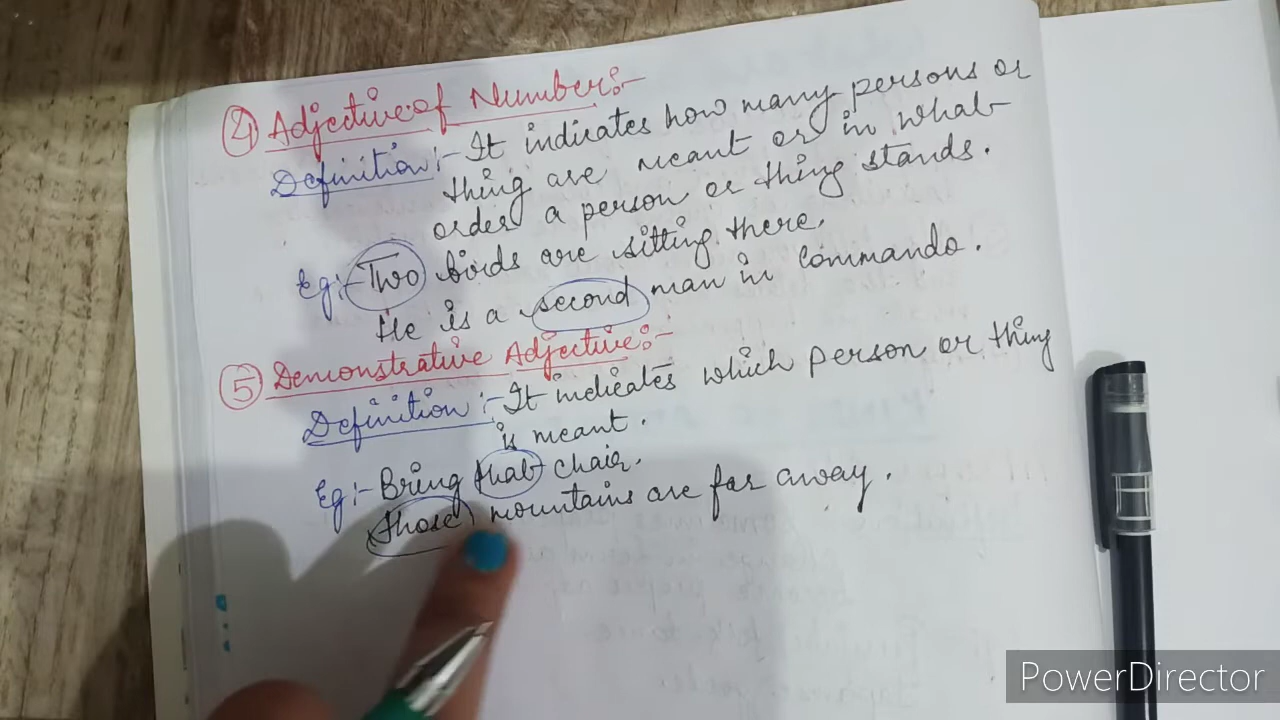 ④ Adjective of Number:-
Definition:- It indicates how many persons or
thing are meant or in what
order a person or thing stands.
Eg:- Two birds are sitting there.
He is a second man in commando.
⑤ Demonstrative Adjective:-
Definition:- It indicates which person or thing
is meant.
Eg:- Bring that chair.
those mountains are far away.
PowerDirector